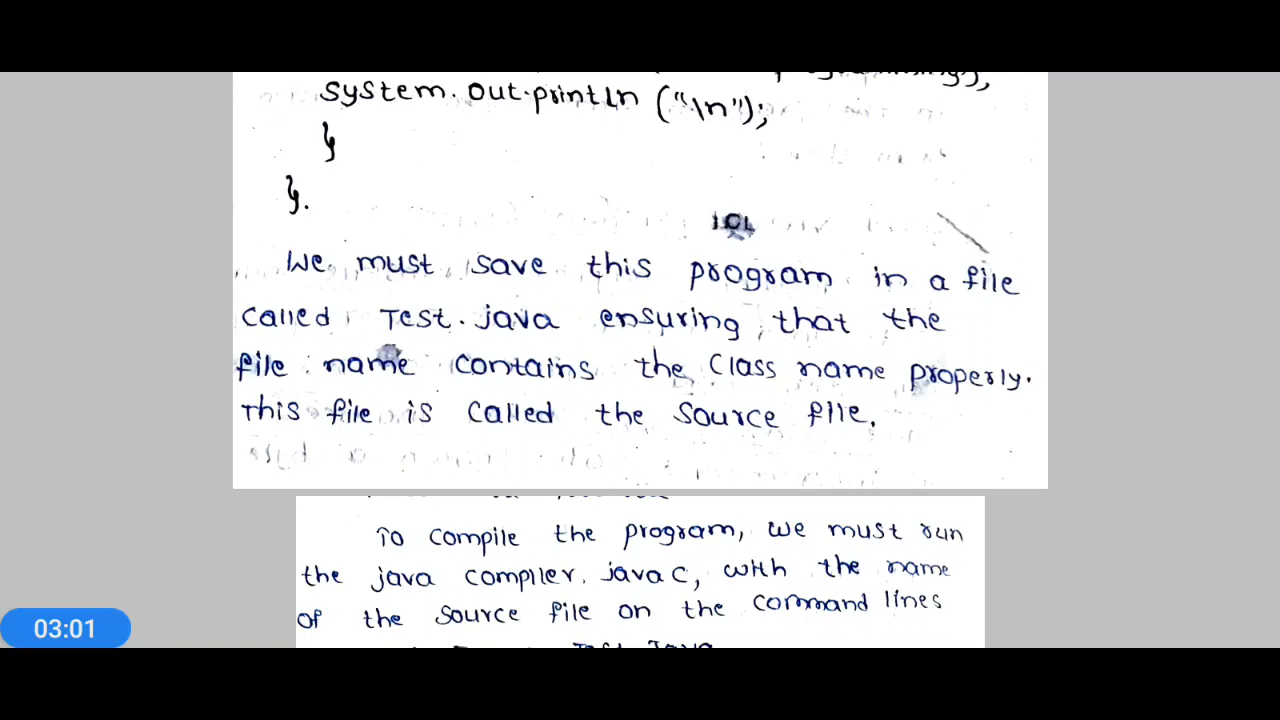 system.out.println ("\n");
}
}.
We must save this program in a file
called Test.java ensuring that the
file name contains the class name properly.
This file is called the source file.
To compile the program, we must run
the java compiler, javac, with the name
of the source file on the command lines
Test Java
03:01